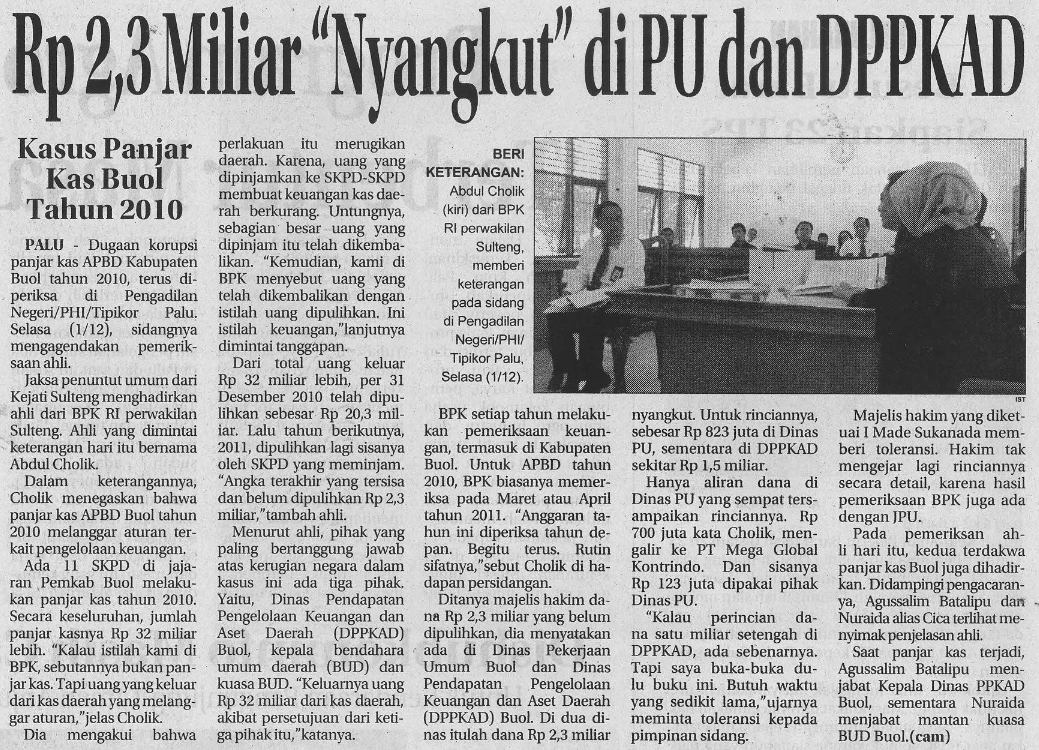 Rp 2,3 Miliar “Nyangkut” di PU dan DPPKAD
Kasus Panjar
Kas Buol
Tahun 2010
PALU - Dugaan korupsi
panjar kas APBD Kabupaten
Buol tahun 2010, terus di-
periksa di Pengadilan
Negeri/PHI/Tipikor Palu.
Selasa (1/12), sidangnya
mengagendakan pemerik-
saan ahli.
Jaksa penuntut umum dari
Kejati Sulteng menghadirkan
ahli dari BPK RI perwakilan
Sulteng. Ahli yang dimintai
keterangan hari itu bernama
Abdul Cholik.
Dalam keterangannya,
Cholik menegaskan bahwa
panjar kas APBD Buol tahun
2010 melanggar aturan ter-
kait pengelolaan keuangan.
Ada 11 SKPD di jaja-
ran Pemkab Buol melaku-
kan panjar kas tahun 2010.
Secara keseluruhan, jumlah
panjar kasnya Rp 32 miliar
lebih. “Kalau istilah kami di
BPK, sebutannya bukan pan-
jar kas. Tapi uang yang keluar
dari kas daerah yang melang-
gar aturan,”jelas Cholik.
Dia mengakui bahwa
perlakuan itu merugikan
daerah. Karena, uang yang
dipinjamkan ke SKPD-SKPD
membuat keuangan kas dae-
rah berkurang. Untungnya,
sebagian besar uang yang
dipinjam itu telah dikemba-
likan. “Kemudian, kami di
BPK menyebut uang yang
telah dikembalikan dengan
istilah uang dipulihkan. Ini
istilah keuangan,”lanjutnya
dimintai tanggapan.
Dari total uang keluar
Rp 32 miliar lebih, per 31
Desember 2010 telah dipu-
lihkan sebesar Rp 20,3 mil-
iar. Lalu tahun berikutnya,
2011, dipulihkan lagi sisanya
oleh SKPD yang meminjam.
“Angka terakhir yang tersisa
dan belum dipulihkan Rp 2,3
miliar,”tambah ahli.
Menurut ahli, pihak yang
paling bertanggung jawab
atas kerugian negara dalam
kasus ini ada tiga pihak.
Yaitu, Dinas Pendapatan
Pengelolaan Keuangan dan
Aset Daerah (DPPKAD)
Buol, kepala bendahara
umum daerah (BUD) dan
kuasa BUD. “Keluarnya uang
Rp 32 miliar dari kas daerah,
akibat persetujuan dari keti-
ga pihak itu,”katanya.
BERI
KETERANGAN:
Abdul Cholik
(kiri) dari BPK
RI perwakilan
Sulteng,
memberi
keterangan
pada sidang
di Pengadilan
Negeri/PHI/
Tipikor Palu,
Selasa (1/12).
IST
BPK setiap tahun melaku-
kan pemeriksaan keuan-
gan, termasuk di Kabupaten
Buol. Untuk APBD tahun
2010, BPK biasanya memer-
iksa pada Maret atau April
tahun 2011. “Anggaran ta-
hun ini diperiksa tahun de-
pan. Begitu terus. Rutin
sifatnya,”sebut Cholik di ha-
dapan persidangan.
Ditanya majelis hakim da-
na Rp 2,3 miliar yang belum
dipulihkan, dia menyatakan
ada di Dinas Pekerjaan
Umum Buol dan Dinas
Pendapatan Pengelolaan
Keuangan dan Aset Daerah
(DPPKAD) Buol. Di dua di-
nas itulah dana Rp 2,3 miliar
nyangkut. Untuk rinciannya,
sebesar Rp 823 juta di Dinas
PU, sementara di DPPKAD
sekitar Rp 1,5 miliar.
Hanya aliran dana di
Dinas PU yang sempat ters-
ampaikan rinciannya. Rp
700 juta kata Cholik, men-
galir ke PT Mega Global
Kontrindo. Dan sisanya
Rp 123 juta dipakai pihak
Dinas PU.
“Kalau perincian da-
na satu miliar setengah di
DPPKAD, ada sebenarnya.
Tapi saya buka-buka du-
lu buku ini. Butuh waktu
yang sedikit lama,”ujarnya
meminta toleransi kepada
pimpinan sidang.
Majelis hakim yang diket-
uai I Made Sukanada mem-
beri toleransi. Hakim tak
mengejar lagi rinciannya
secara detail, karena hasil
pemeriksaan BPK juga ada
dengan JPU.
Pada pemeriksan ah-
li hari itu, kedua terdakwa
panjar kas Buol juga dihadir-
kan. Didampingi pengacaran-
ya, Agussalim Batalipu dan
Nuraida alias Cica terlihat me-
nyimak penjelasan ahli.
Saat panjar kas terjadi,
Agussalim Batalipu men-
jabat Kepala Dinas PPKAD
Buol, sementara Nuraida
menjabat mantan kuasa
BUD Buol.(cam)